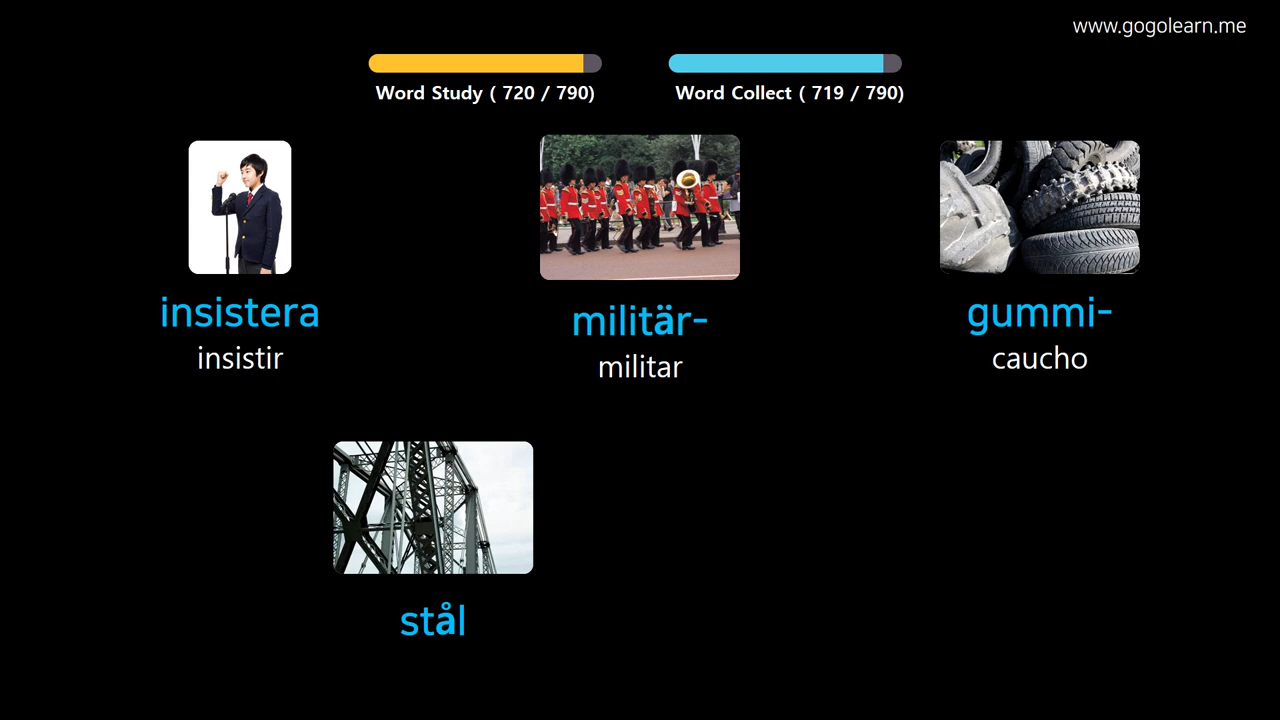 www.gogolearn.me
Word Study ( 720 / 790)
Word Collect ( 719 / 790)
insistera
insistir
militär-
militar
gummi-
caucho
stål